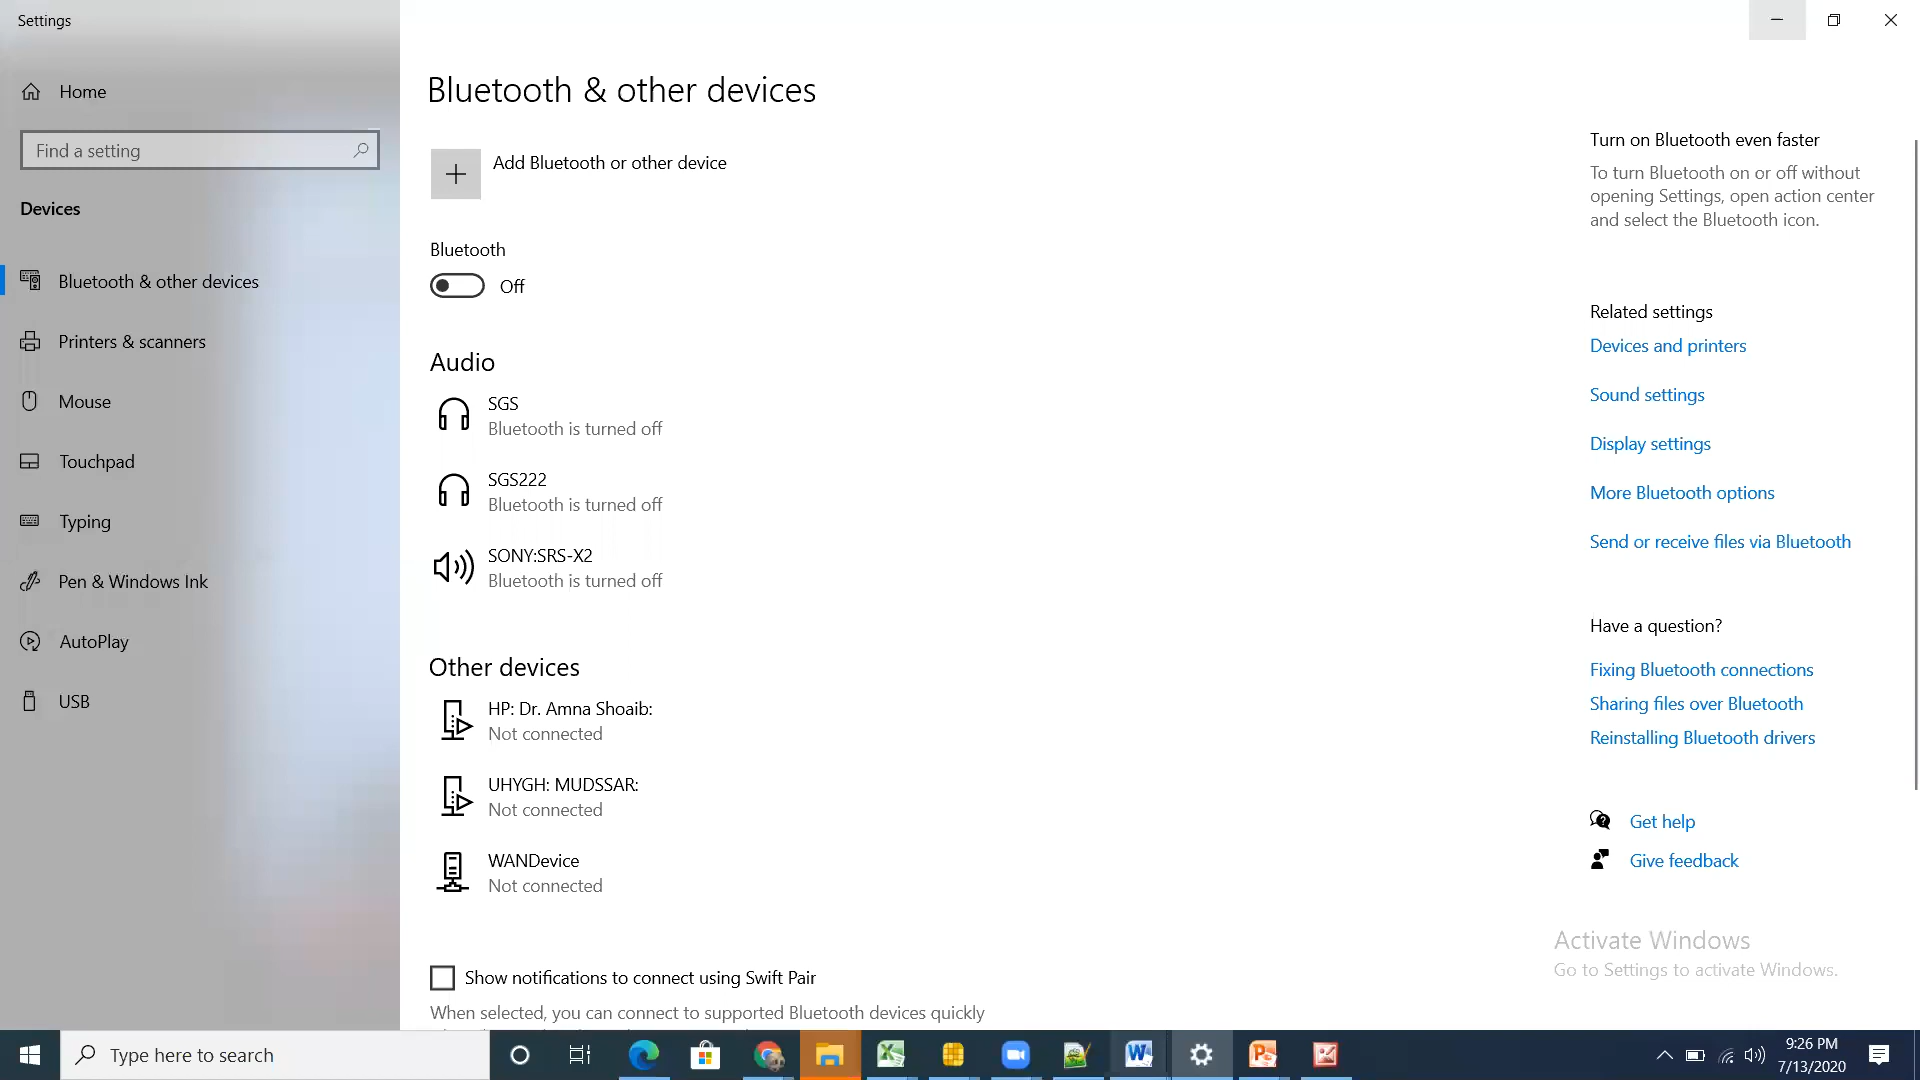 Settings
Home
Find a setting
Devices
Bluetooth & other devices
Printers & scanners
Mouse
Touchpad
Typing
Pen & Windows Ink
AutoPlay
USB
Bluetooth & other devices
Add Bluetooth or other device
Bluetooth
Off
Audio
SGS
Bluetooth is turned off
SGS222
Bluetooth is turned off
SONY:SRS-X2
Bluetooth is turned off
Other devices
HP: Dr. Amna Shoaib:
Not connected
UHYGH: MUDSSAR:
Not connected
WANDevice
Not connected
Show notifications to connect using Swift Pair
When selected, you can connect to supported Bluetooth devices quickly
Turn on Bluetooth even faster
To turn Bluetooth on or off without
opening Settings, open action center
and select the Bluetooth icon.
Related settings
Devices and printers
Sound settings
Display settings
More Bluetooth options
Send or receive files via Bluetooth
Have a question?
Fixing Bluetooth connections
Sharing files over Bluetooth
Reinstalling Bluetooth drivers
Get help
Give feedback
Activate Windows
Go to Settings to activate Windows.
Type here to search
9:26 PM
7/13/2020